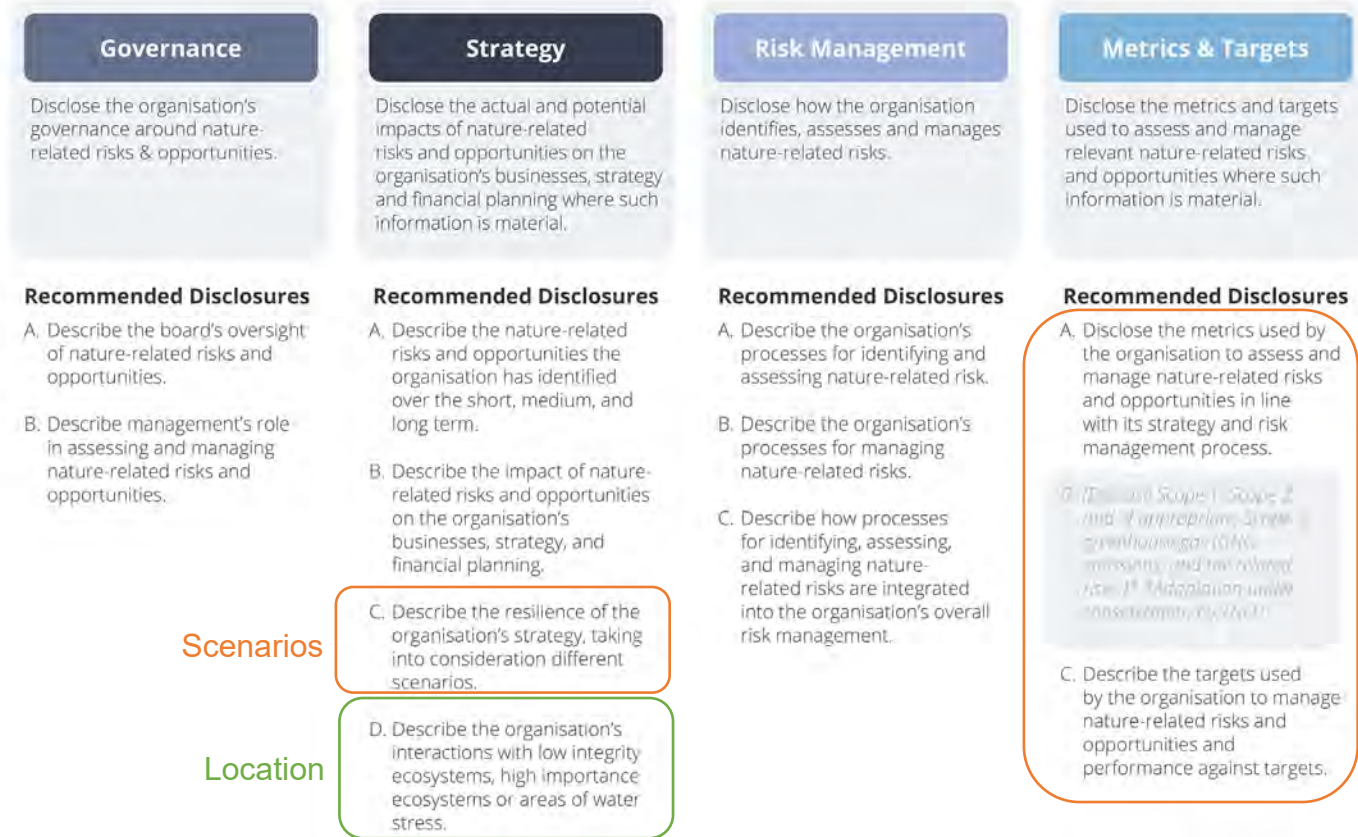 Governance
Disclose the organisation's
governance around nature-
related risks & opportunities.
Recommended Disclosures
A. Describe the board's oversight
of nature-related risks and
opportunities.
B. Describe management's role
in assessing and managing
nature-related risks and
opportunities.
Strategy
Disclose the actual and potential
impacts of nature-related
risks and opportunities on the
organisation's businesses, strategy
and financial planning where such
information is material.
Recommended Disclosures
A. Describe the nature-related
risks and opportunities the
organisation has identified
over the short, medium, and
long term.
B. Describe the impact of nature-
related risks and opportunities
on the organisation's
businesses, strategy, and
financial planning.
Scenarios
C. Describe the resilience of the
organisation's strategy, taking
into consideration different
scenarios.
Location
D. Describe the organisation's
interactions with low integrity
ecosystems, high importance
ecosystems or areas of water
stress.
Risk Management
Disclose how the organisation
identifies, assesses and manages
nature-related risks.
Recommended Disclosures
A. Describe the organisation's
processes for identifying and
assessing nature-related risk.
B. Describe the organisation's
processes for managing
nature-related risks.
C. Describe how processes
for identifying, assessing,
and managing nature-
related risks are integrated
into the organisation's overall
risk management.
Metrics & Targets
Disclose the metrics and targets
used to assess and manage
relevant nature-related risks
and opportunities where such
information is material.
Recommended Disclosures
A. Disclose the metrics used by
the organisation to assess and
manage nature-related risks
and opportunities in line
with its strategy and risk
management process.
Scope 1, Scope 2
C. Describe the targets used
by the organisation to manage
nature-related risks and
opportunities and
performance against targets.